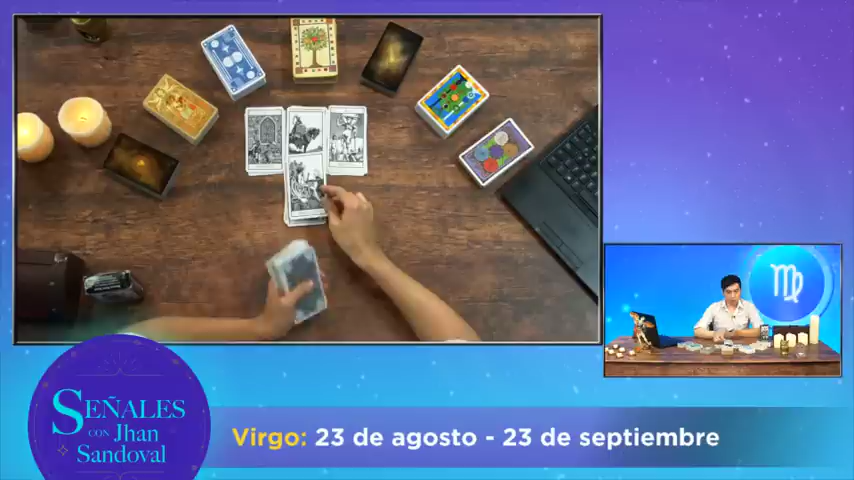 SEÑALES
CON Jhan
Sandoval
Virgo: 23 de agosto - 23 de septiembre